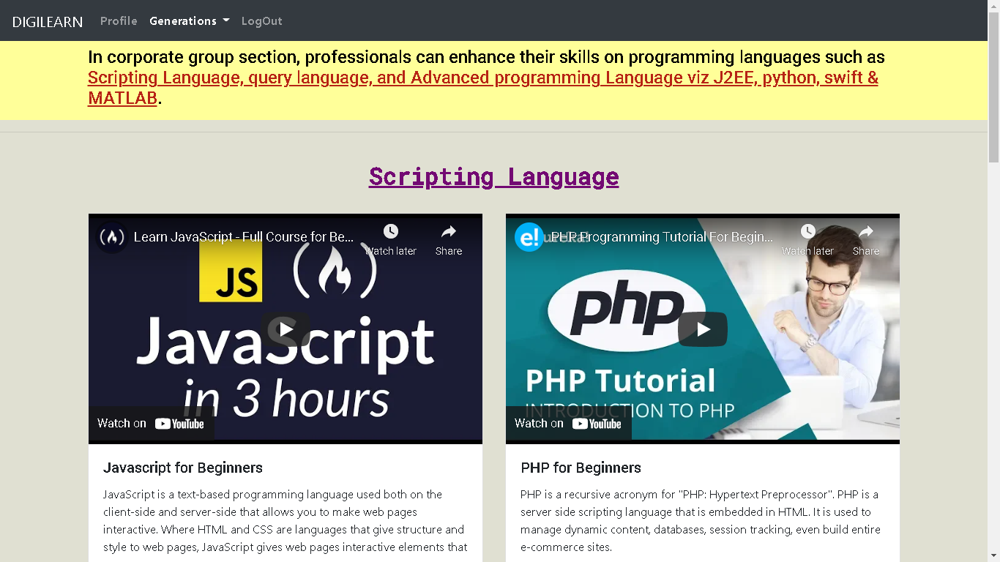 DIGILEARN Profile Generations LogOut
In corporate group section, professionals can enhance their skills on programming languages such as
Scripting Language, query language, and Advanced programming Language viz J2EE, python, swift &
MATLAB.
Scripting Language
Learn JavaScript - Full Course for Be...
Watch later
Share
JS
JavaScript
in 3 hours
Watch on YouTube
Javascript for Beginners
JavaScript is a text-based programming language used both on the
client-side and server-side that allows you to make web pages
interactive. Where HTML and CSS are languages that give structure and
style to web pages, JavaScript gives web pages interactive elements that
e!
PHP Programming Tutorial For Begin...
Watch later
Share
php
PHP Tutorial
INTRODUCTION TO PHP
Watch on YouTube
PHP for Beginners
PHP is a recursive acronym for "PHP: Hypertext Preprocessor". PHP is a
server side scripting language that is embedded in HTML. It is used to
manage dynamic content, databases, session tracking, even build entire
e-commerce sites.